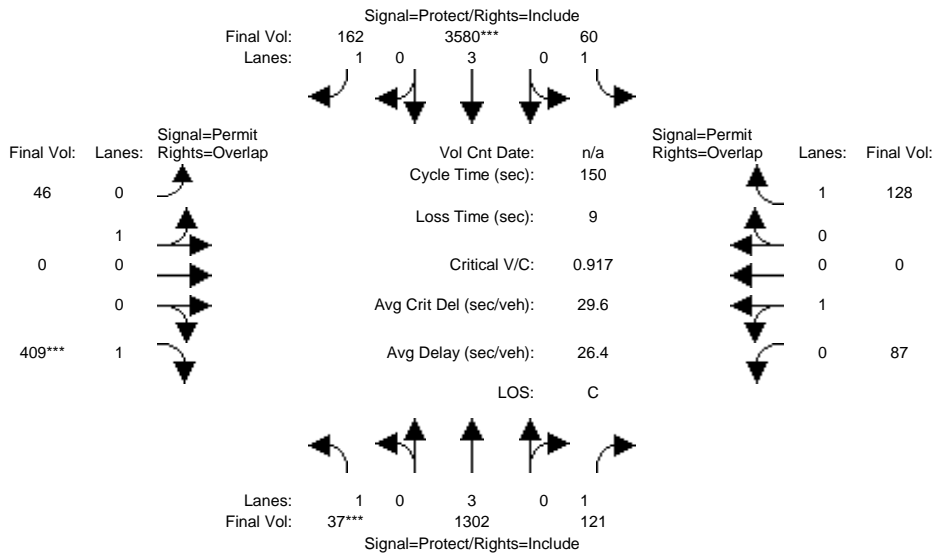 Signal=Protect/Rights=Include
Final Vol: 162 3580*** 60
Lanes: 1 0 3 0 1
Signal=Permit Signal=Permit
Final Vol: Lanes: Rights=Overlap Vol Cnt Date: n/a Rights=Overlap Lanes: Final Vol:
Cycle Time (sec): 150
46 0 1 128
Loss Time (sec): 9
1 0
0 0 Critical V/C: 0.917 0 0
0 Avg Crit Del (sec/veh): 29.6 1
409*** 1 Avg Delay (sec/veh): 26.4 0 87
LOS: C
Lanes: 1 0 3 0 1
Final Vol: 37*** 1302 121
Signal=Protect/Rights=Include